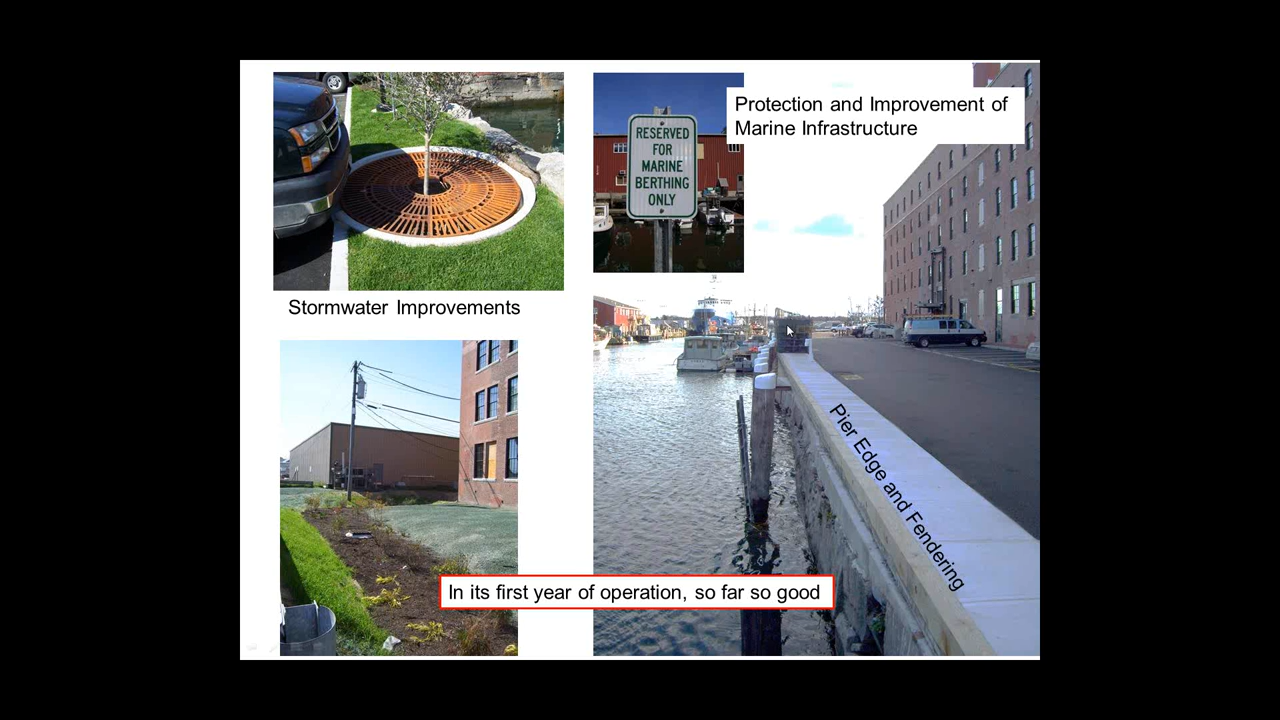 Protection and Improvement of
Marine Infrastructure
RESERVED
FOR
MARINE
BERTHING
ONLY
Stormwater Improvements
Pier Edge and Fendering
In its first year of operation, so far so good